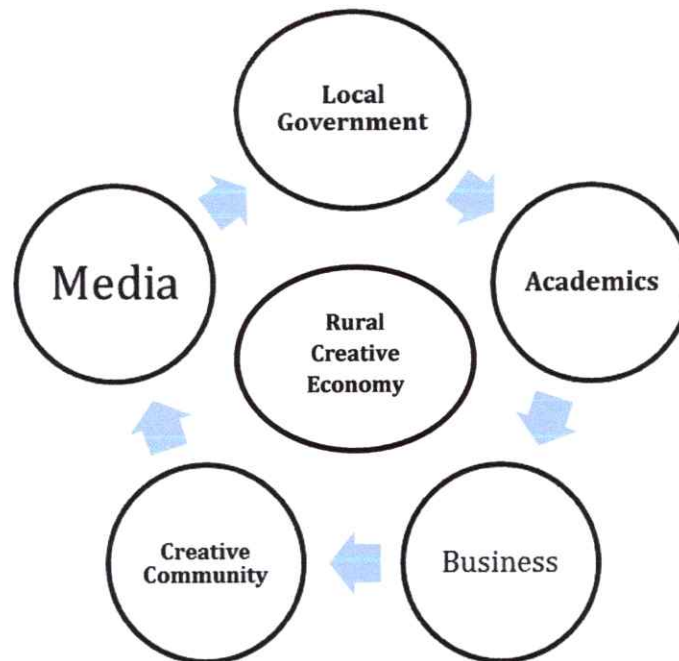 Local
Government
Academics
Business
Creative
Community
Media
Rural
Creative
Economy